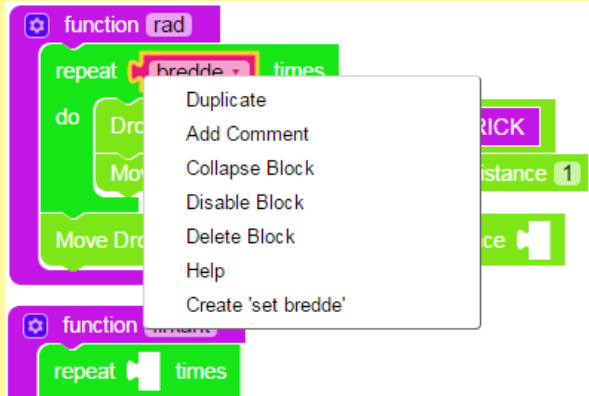 function rad
repeat bredde times
Duplicate
do
Add Comment
RICK
Collapse Block
istance 1
Disable Block
Move Dro
Delete Block
ce
Help
Create 'set bredde'
function
repeat times